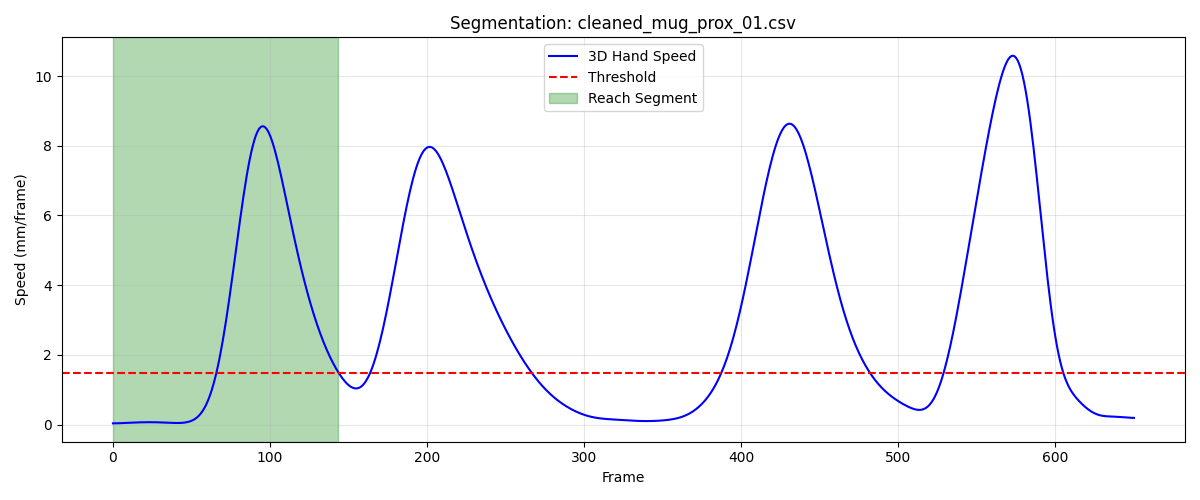 Segmentation: cleaned_mug_prox_01.csv
3D Hand Speed
Threshold
Reach Segment
Speed (mm/frame)
10
8
6
4
2
0
0 100 200 300 400 500 600
Frame